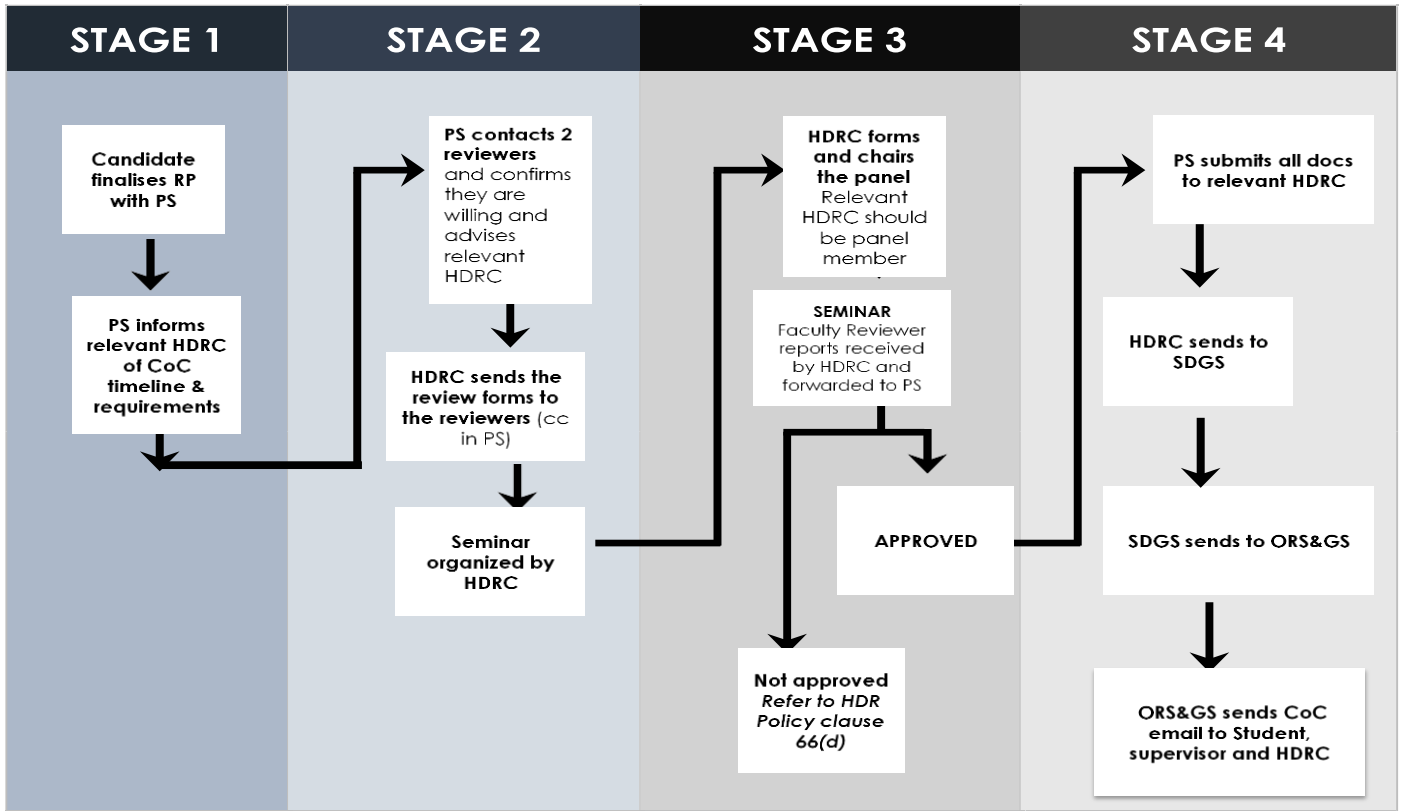 STAGE 1
Candidate
finalises RP
with PS
PS informs
relevant HDRC
of CoC
timeline &
requirements
STAGE 2
PS contacts 2
reviewers
and confirms
they are
willing and
advises
relevant
HDRC
HDRC sends the
review forms to
the reviewers (cc
in PS)
Seminar
organized by
HDRC
STAGE 3
HDRC forms
and chairs
the panel
Relevant
HDRC should
be panel
member
SEMINAR
Faculty Reviewer
reports received
by HDRC and
forwarded to PS
APPROVED
Not approved
Refer to HDR
Policy clause
66(d)
STAGE 4
PS submits all docs
to relevant HDRC
HDRC sends to
SDGS
SDGS sends to ORS&GS
ORS&GS sends CoC
email to Student,
supervisor and HDRC